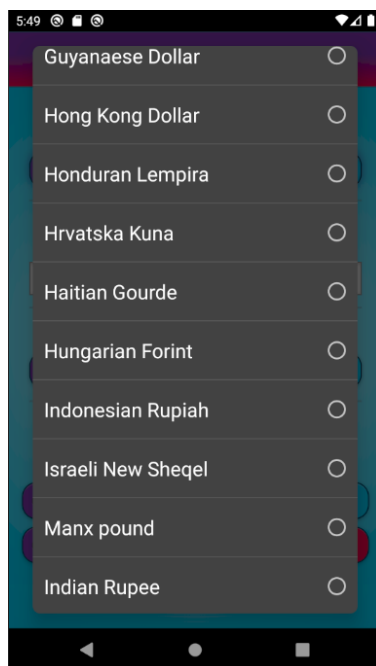 5:49
Guyanaese Dollar
Hong Kong Dollar
Honduran Lempira
Hrvatska Kuna
Haitian Gourde
Hungarian Forint
Indonesian Rupiah
Israeli New Sheqel
Manx pound
Indian Rupee